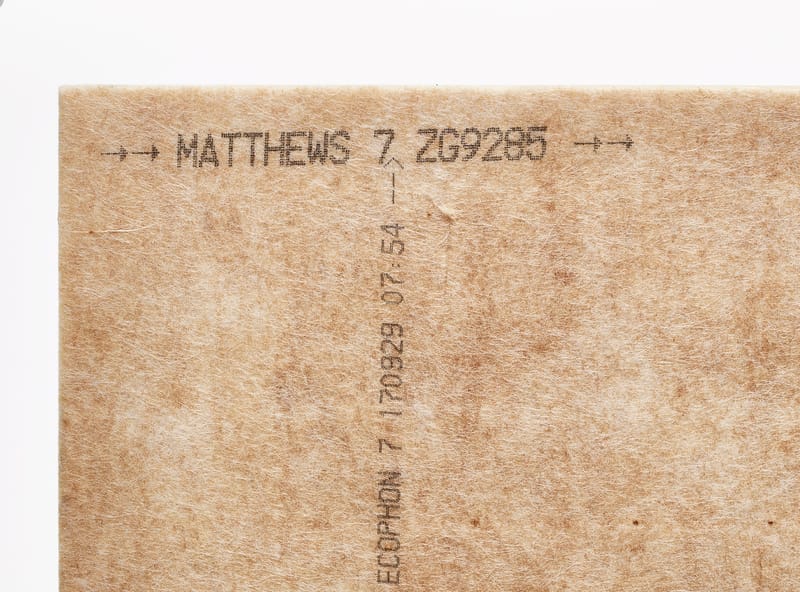 →→ MATTHEWS 7 ZG9285 →→
ECOPHON 7 170929 07:54 -->